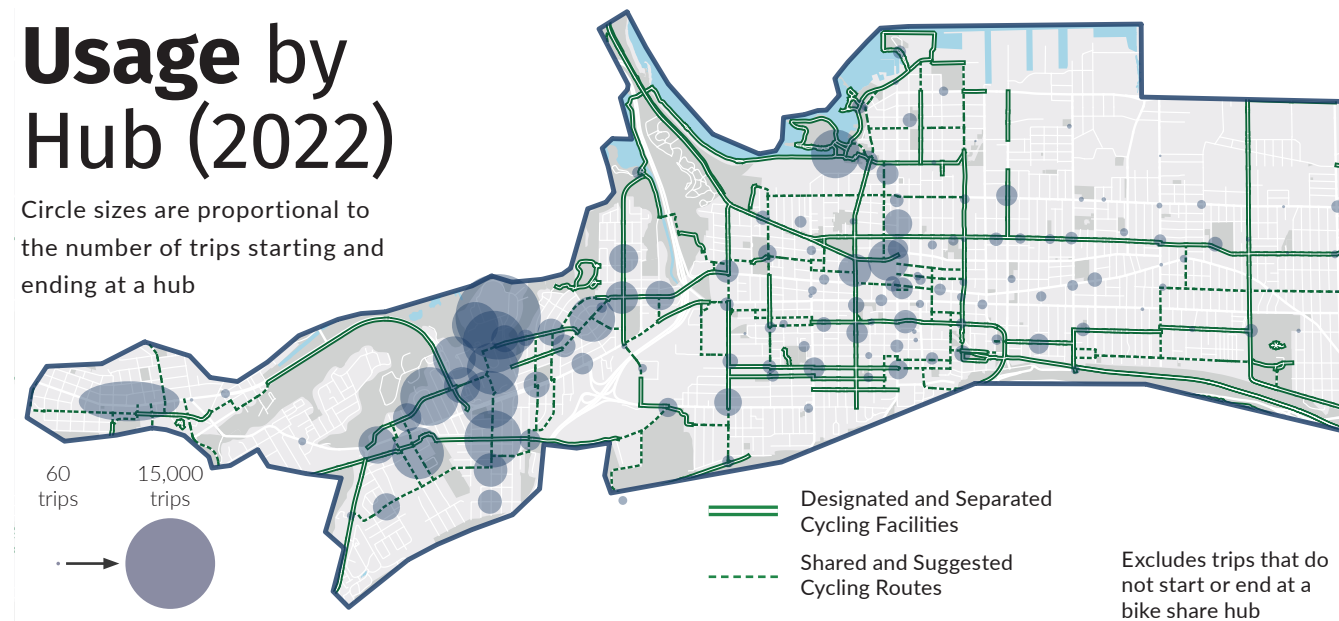 Usage by
Hub (2022)
Circle sizes are proportional to
the number of trips starting and
ending at a hub
60
trips
15,000
trips
Designated and Separated
Cycling Facilities
Shared and Suggested
Cycling Routes
Excludes trips that do
not start or end at a
bike share hub